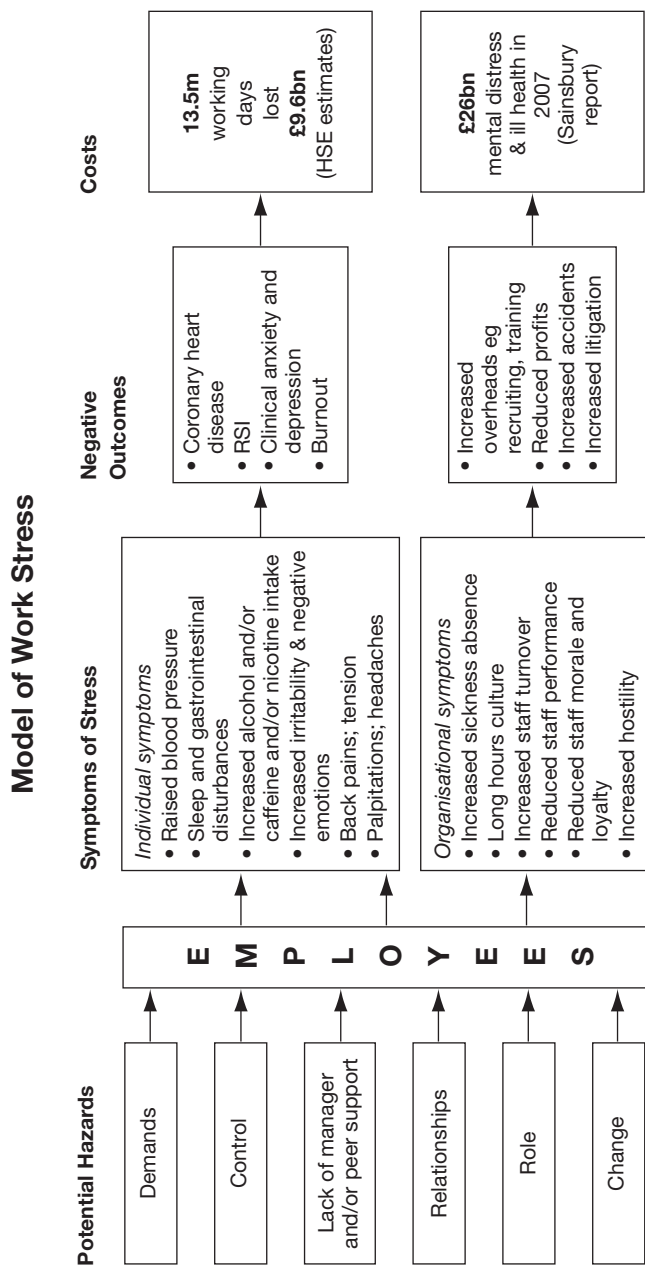 Model of Work Stress
Potential Hazards
Demands
Control
Lack of manager
and/or peer support
Relationships
Role
Change
E M P L O Y E E S
Symptoms of Stress
Individual symptoms
• Raised blood pressure
• Sleep and gastrointestinal
disturbances
• Increased alcohol and/or
caffeine and/or nicotine intake
• Increased irritability & negative
emotions
• Back pains; tension
• Palpitations; headaches
Organisational symptoms
• Increased sickness absence
• Long hours culture
• Increased staff turnover
• Reduced staff performance
• Reduced staff morale and
loyalty
• Increased hostility
Negative
Outcomes
• Coronary heart
disease
• RSI
• Clinical anxiety and
depression
• Burnout
• Increased
overheads eg
recruiting, training
• Reduced profits
• Increased accidents
• Increased litigation
Costs
13.5m
working
days
lost
£9.6bn
(HSE estimates)
£26bn
mental distress
& ill health in
2007
(Sainsbury
report)